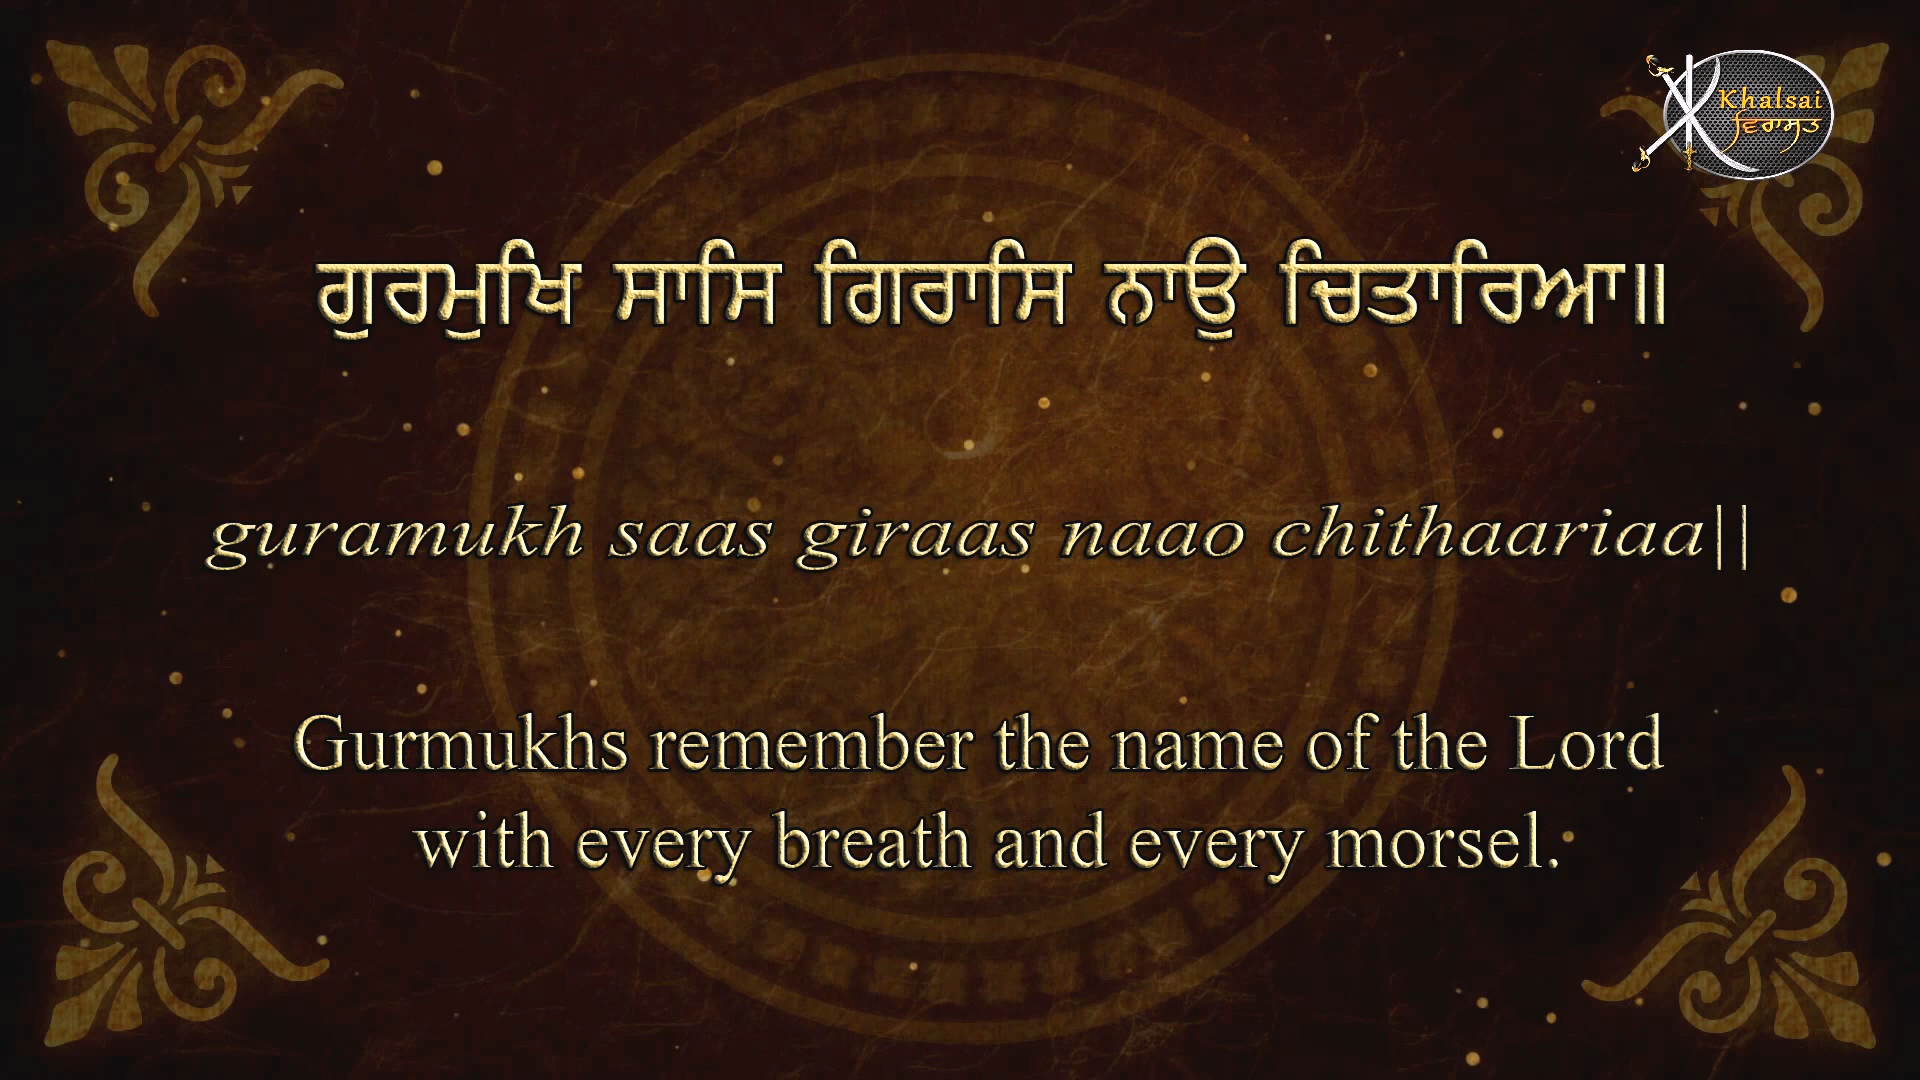 Khalsai
ਵਿਰਾਸਤ
ਗੁਰਮੁਖਿ ਸਾਸਿ ਗਿਰਾਸਿ ਨਾਉ ਚਿਤਾਰਿਆ॥
guramukh saas giraas naao chithaariaa||
Gurmukhs remember the name of the Lord
with every breath and every morsel.